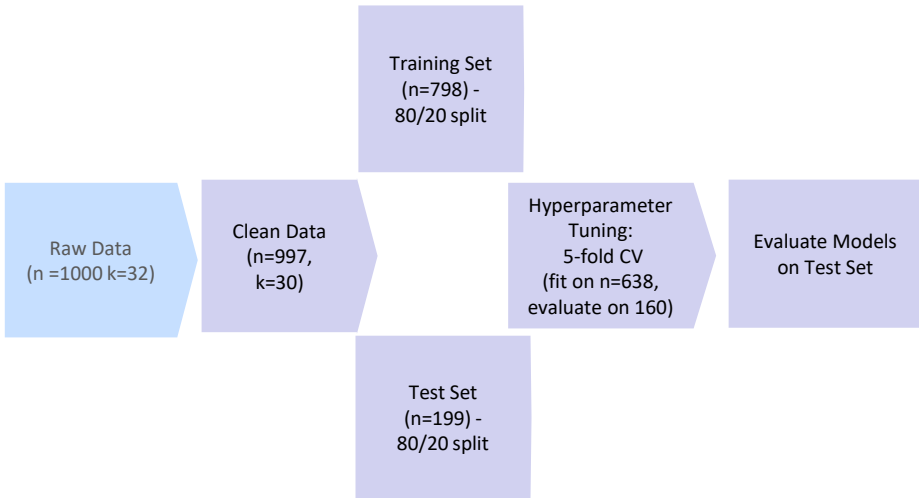 Training Set
(n=798) -
80/20 split
Raw Data
(n =1000 k=32)
Clean Data
(n=997,
k=30)
Hyperparameter
Tuning:
5-fold CV
(fit on n=638,
evaluate on 160)
Evaluate Models
on Test Set
Test Set
(n=199) -
80/20 split